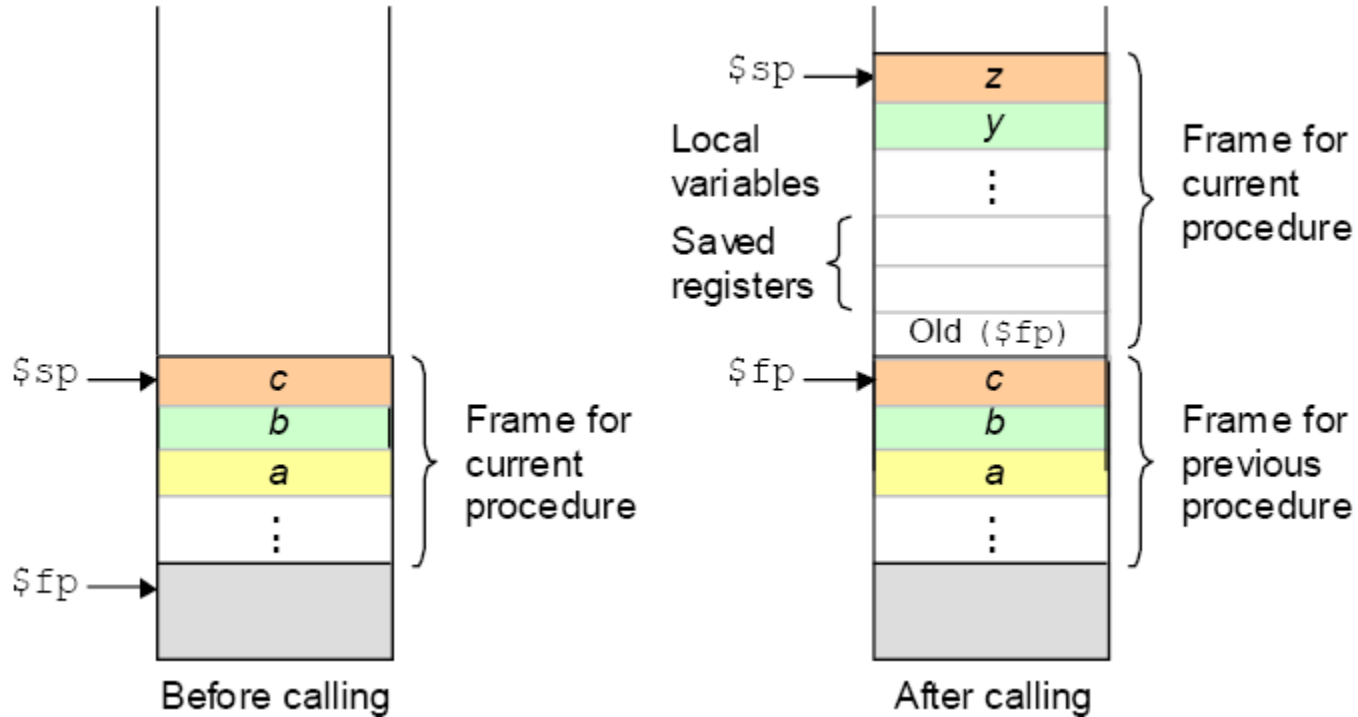 $sp
c
b
a
⋮
$fp
Frame for
current
procedure
Before calling
$sp
z
y
⋮
Local
variables
Saved
registers
Old ($fp)
$fp
c
b
a
⋮
Frame for
current
procedure
Frame for
previous
procedure
After calling